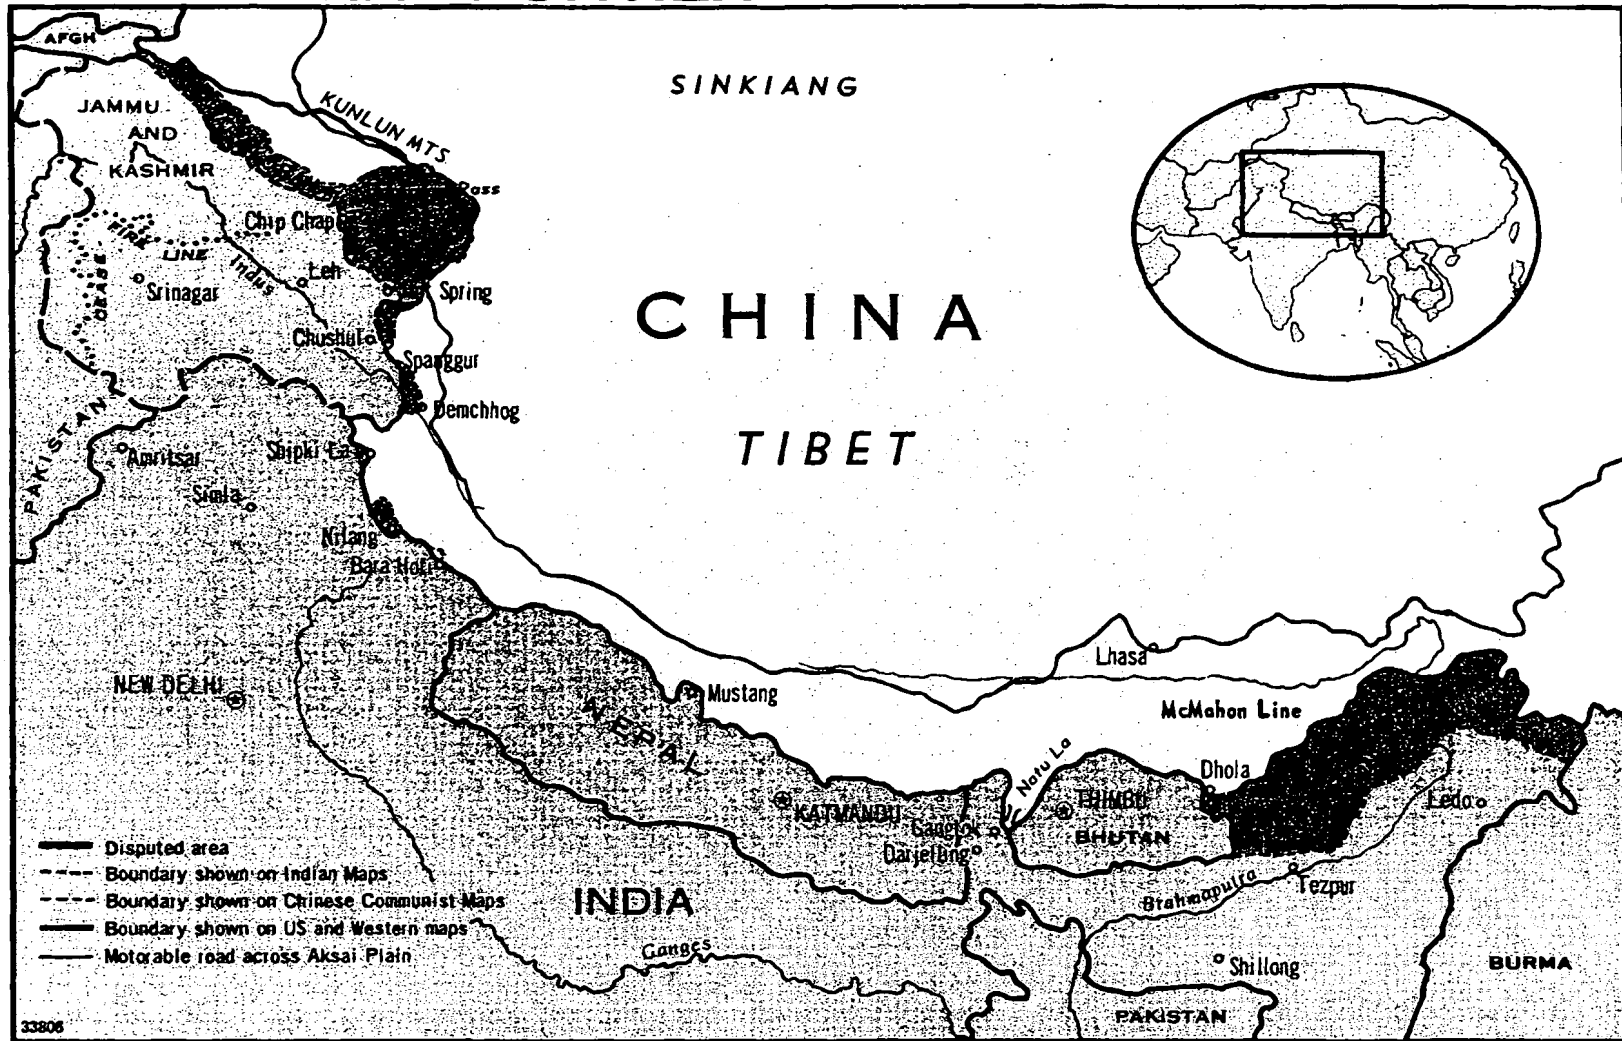 AFGH
SINKIANG
JAMMU
AND
KASHMIR
KUNLUN MTS.
Pass
Chip Chap
CEASE-
FIRE
LINE
Indus
Leh
Srinagar
Spring
CHINA
Chushul
Spanggur
Demchhog
TIBET
PAKISTAN
Amritsar
Shipki La
Simla
Nilang
Bara Hoti
Lhasa
NEW DELHI
Mustang
McMahon Line
NEPAL
Natu La
Dhola
KATMANDU
THIMBU
Ledo
Gangtok
BHUTAN
Darjeeling
Disputed area
Boundary shown on Indian Maps
Boundary shown on Chinese Communist Maps
Boundary shown on US and Western maps
Motorable road across Aksai Plain
INDIA
Brahmaputra
Tezpur
Ganges
Shillong
BURMA
PAKISTAN
33806